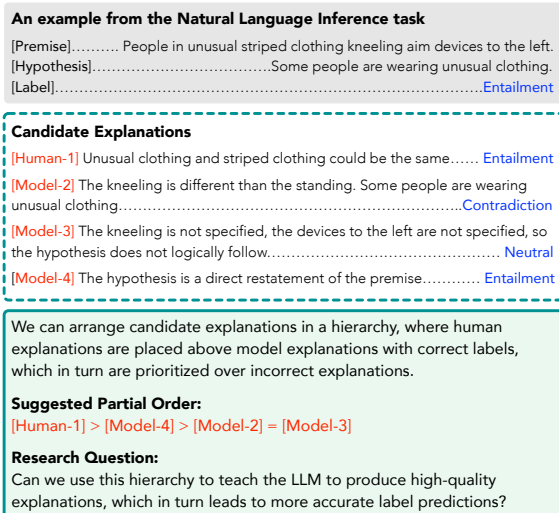 An example from the Natural Language Inference task
[Premise]………. People in unusual striped clothing kneeling aim devices to the left.
[Hypothesis]…………………………………Some people are wearing unusual clothing.
[Label]……………………………………………………………………………………Entailment
Candidate Explanations
[Human-1] Unusual clothing and striped clothing could be the same…… Entailment
[Model-2] The kneeling is different than the standing. Some people are wearing
unusual clothing…………………………………………………………………..Contradiction
[Model-3] The kneeling is not specified, the devices to the left are not specified, so
the hypothesis does not logically follow…………………………………………… Neutral
[Model-4] The hypothesis is a direct restatement of the premise………… Entailment
We can arrange candidate explanations in a hierarchy, where human
explanations are placed above model explanations with correct labels,
which in turn are prioritized over incorrect explanations.
Suggested Partial Order:
[Human-1] > [Model-4] > [Model-2] = [Model-3]
Research Question:
Can we use this hierarchy to teach the LLM to produce high-quality
explanations, which in turn leads to more accurate label predictions?